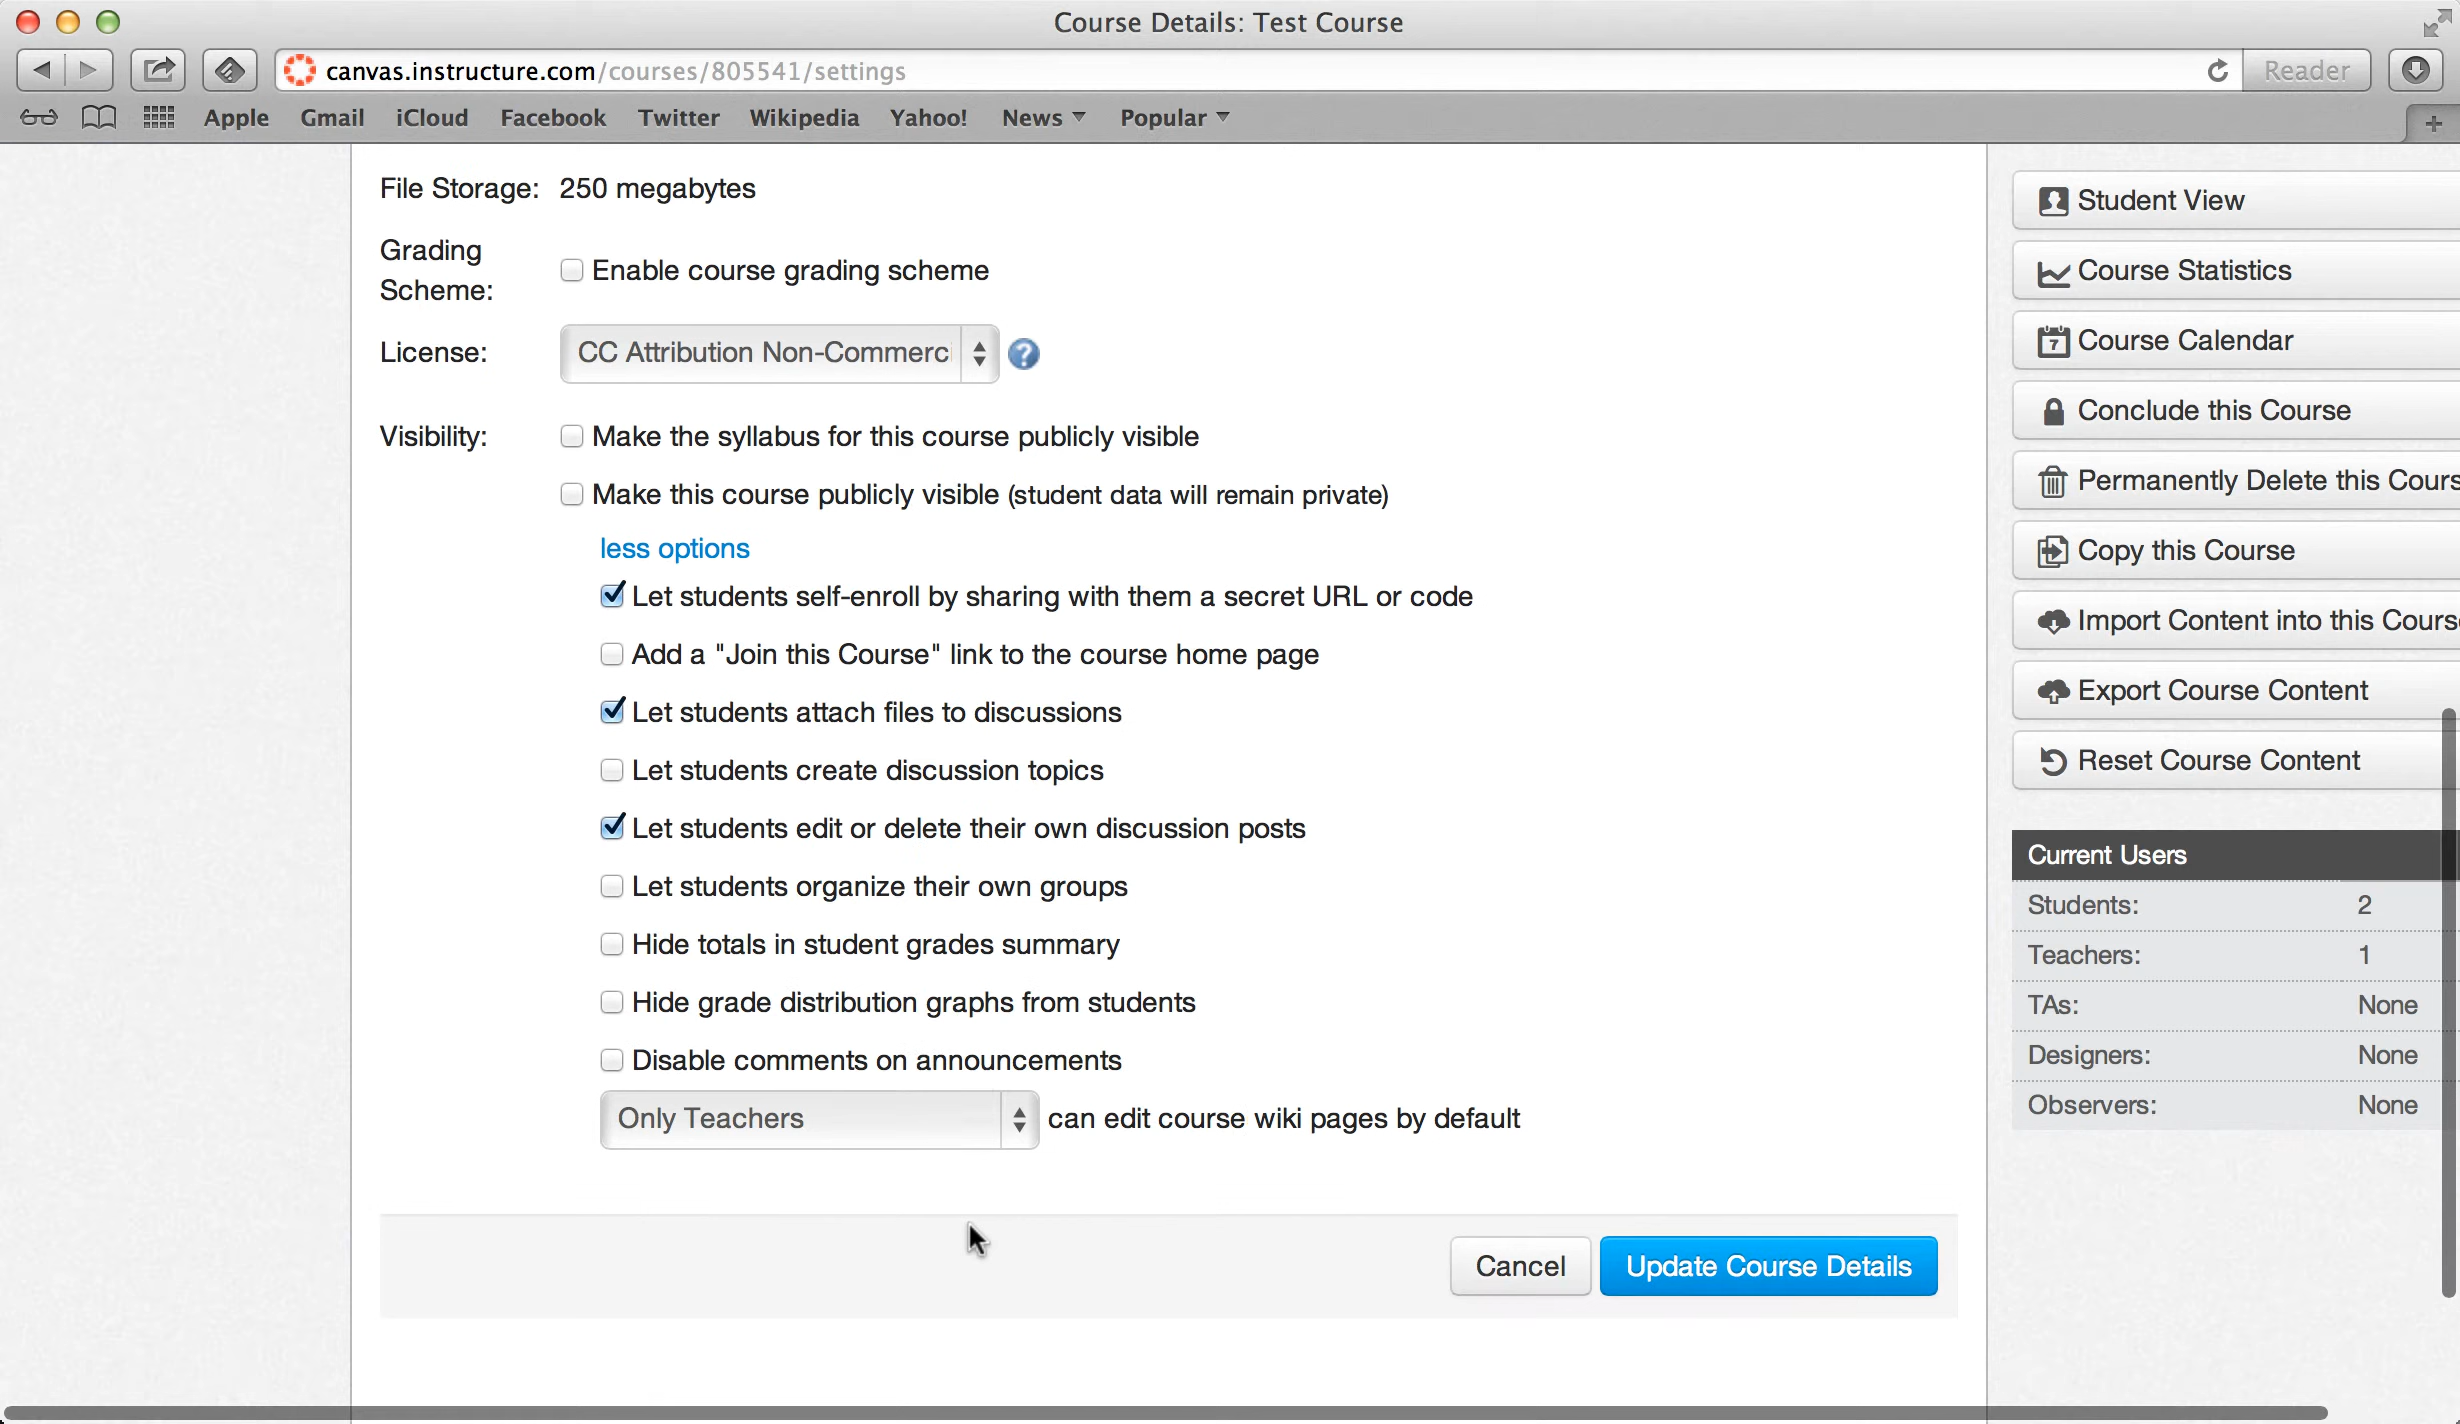 Course Details: Test Course
canvas.instructure.com/courses/805541/settings
Reader
Apple Gmail iCloud Facebook Twitter Wikipedia Yahoo! News Popular
File Storage: 250 megabytes
Grading Scheme:
Enable course grading scheme
License: CC Attribution Non-Commerc
?
Visibility: Make the syllabus for this course publicly visible
Make this course publicly visible (student data will remain private)
less options
Let students self-enroll by sharing with them a secret URL or code
Add a "Join this Course" link to the course home page
Let students attach files to discussions
Let students create discussion topics
Let students edit or delete their own discussion posts
Let students organize their own groups
Hide totals in student grades summary
Hide grade distribution graphs from students
Disable comments on announcements
Only Teachers can edit course wiki pages by default
Cancel Update Course Details
Student View
Course Statistics
7 Course Calendar
Conclude this Course
Permanently Delete this Cours
Copy this Course
Import Content into this Cours
Export Course Content
Reset Course Content
Current Users
Students: 2
Teachers: 1
TAs: None
Designers: None
Observers: None